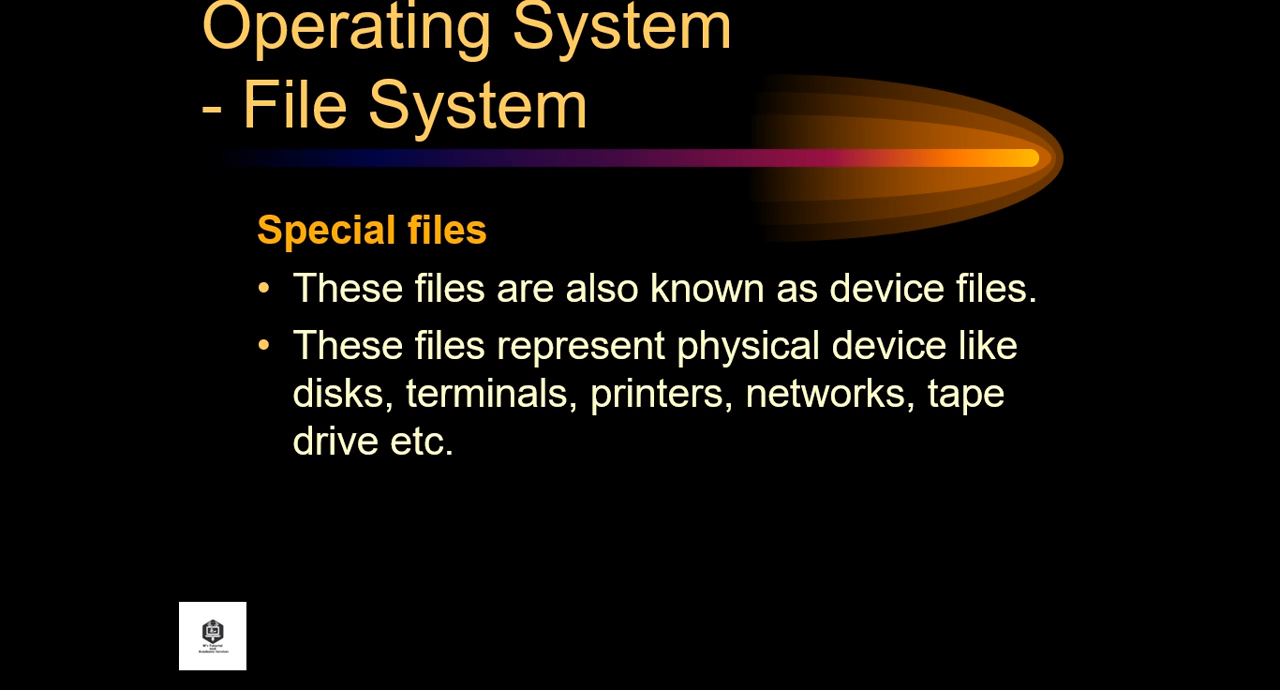 Operating System
- File System
Special files
• These files are also known as device files.
• These files represent physical device like
disks, terminals, printers, networks, tape
drive etc.